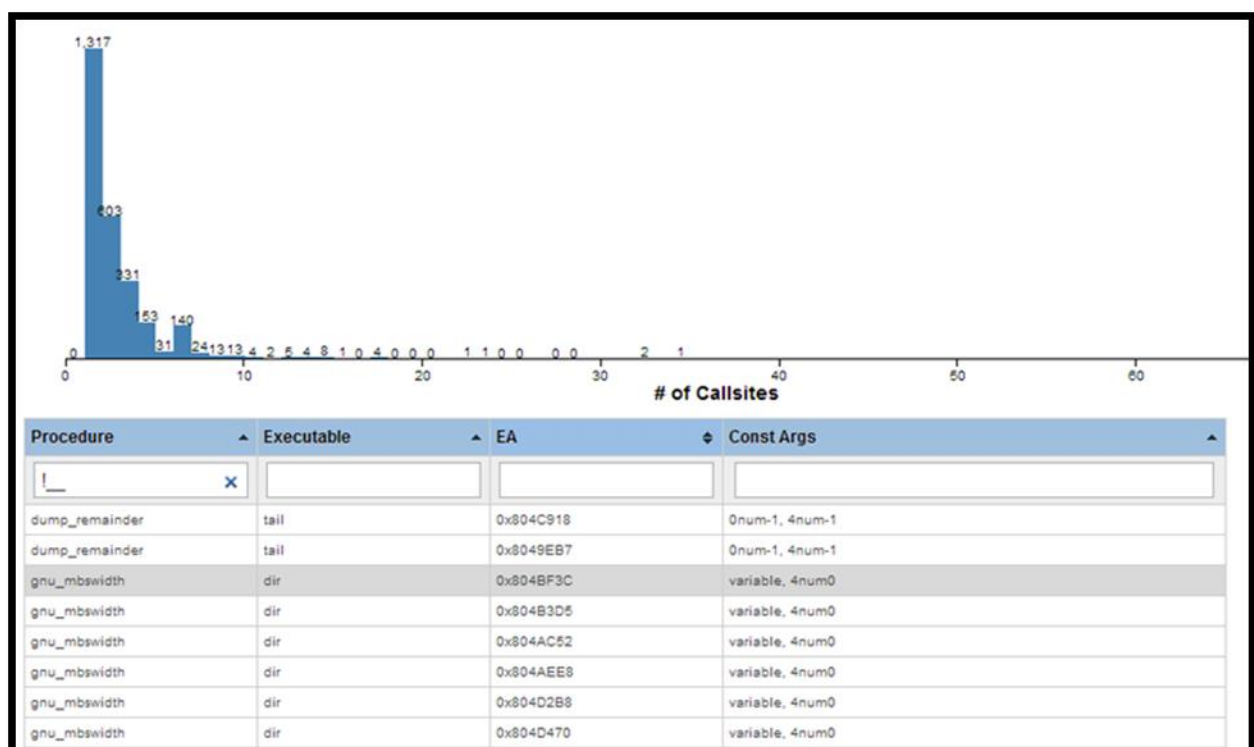 1,317
603
331
153
140
0 31 24 13 13 4 2 5 4 8 1 0 4 0 0 0 1 1 0 0 0 0 2 1
0 10 20 30 40 50 60
# of Callsites
Procedure Executable EA Const Args
!__
dump_remainder tail 0x804C918 0num-1, 4num-1
dump_remainder tail 0x8049EB7 0num-1, 4num-1
gnu_mbswidth dir 0x804BF3C variable, 4num0
gnu_mbswidth dir 0x804B3D5 variable, 4num0
gnu_mbswidth dir 0x804AC52 variable, 4num0
gnu_mbswidth dir 0x804AEE8 variable, 4num0
gnu_mbswidth dir 0x804D2B8 variable, 4num0
gnu_mbswidth dir 0x804D470 variable, 4num0